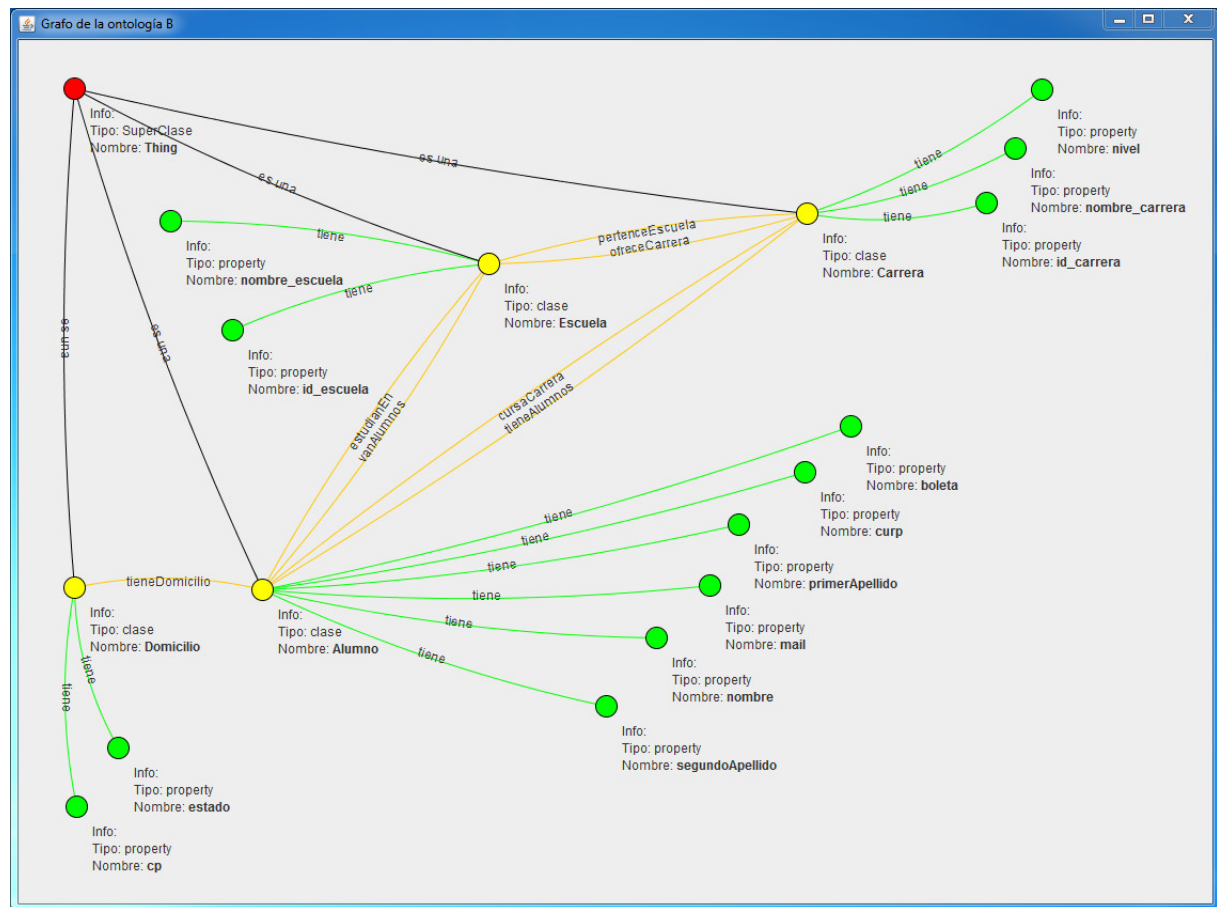 Grafo de la ontología B
Info:
Tipo: SuperClase
Nombre: Thing
es una
es una
es una
es una
Info:
Tipo: property
Nombre: nivel
tiene
Info:
Tipo: property
Nombre: nombre_carrera
tiene
Info:
Tipo: property
Nombre: id_carrera
tiene
Info:
Tipo: clase
Nombre: Carrera
pertenceEscuela
ofreceCarrera
tiene
Info:
Tipo: property
Nombre: nombre_escuela
tiene
Info:
Tipo: property
Nombre: id_escuela
Info:
Tipo: clase
Nombre: Escuela
estudianEn
vanAlumnos
cursaCarrera
tieneAlumnos
Info:
Tipo: property
Nombre: boleta
tiene
Info:
Tipo: property
Nombre: curp
tiene
Info:
Tipo: property
Nombre: primerApellido
tiene
Info:
Tipo: property
Nombre: mail
tiene
Info:
Tipo: property
Nombre: nombre
tiene
Info:
Tipo: property
Nombre: segundoApellido
tiene
tieneDomicilio
Info:
Tipo: clase
Nombre: Domicilio
Info:
Tipo: clase
Nombre: Alumno
tiene
tiene
Info:
Tipo: property
Nombre: estado
Info:
Tipo: property
Nombre: cp